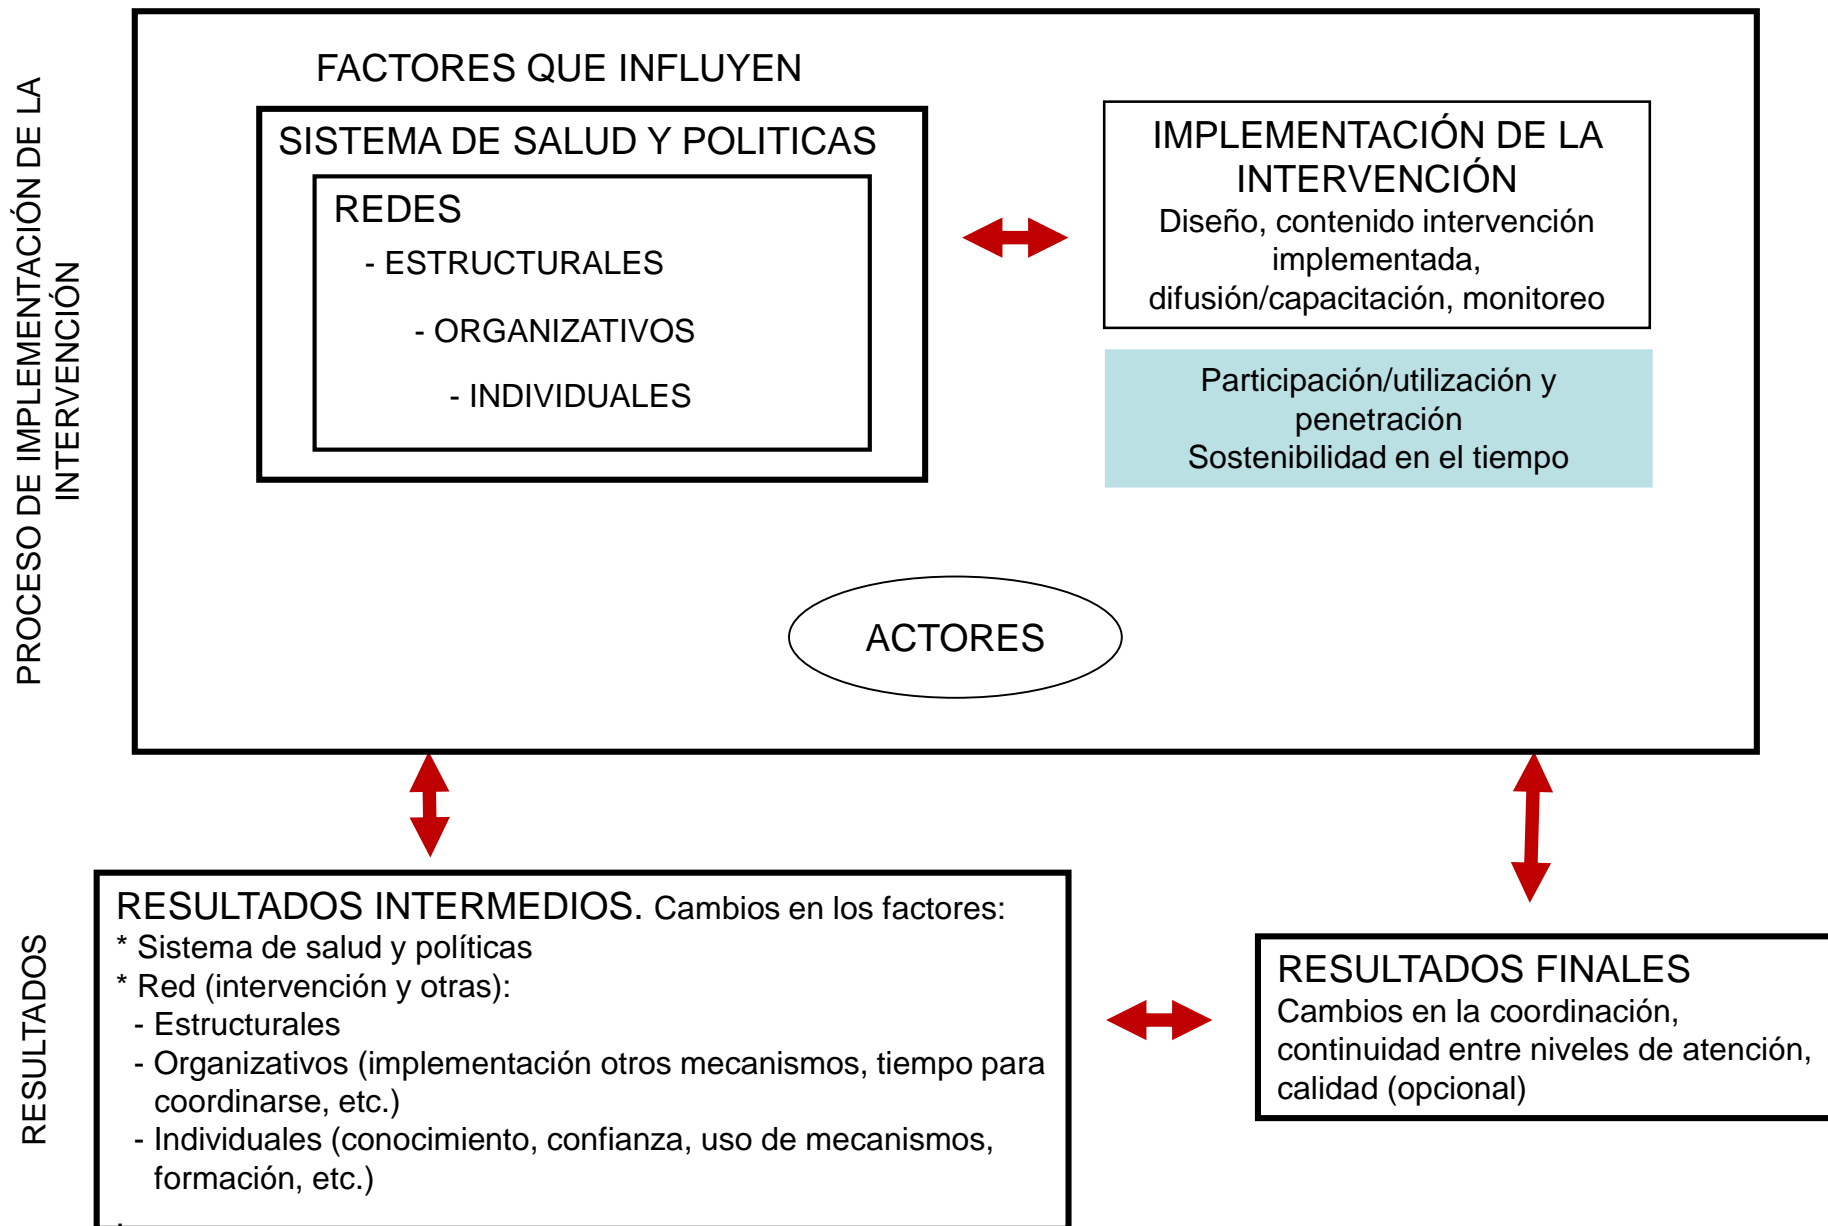 PROCESO DE IMPLEMENTACIÓN DE LA
INTERVENCIÓN
FACTORES QUE INFLUYEN
SISTEMA DE SALUD Y POLITICAS
REDES
- ESTRUCTURALES
- ORGANIZATIVOS
- INDIVIDUALES
IMPLEMENTACIÓN DE LA
INTERVENCIÓN
Diseño, contenido intervención
implementada,
difusión/capacitación, monitoreo
Participación/utilización y
penetración
Sostenibilidad en el tiempo
ACTORES
RESULTADOS
RESULTADOS INTERMEDIOS. Cambios en los factores:
* Sistema de salud y políticas
* Red (intervención y otras):
- Estructurales
- Organizativos (implementación otros mecanismos, tiempo para
coordinarse, etc.)
- Individuales (conocimiento, confianza, uso de mecanismos,
formación, etc.)
RESULTADOS FINALES
Cambios en la coordinación,
continuidad entre niveles de atención,
calidad (opcional)